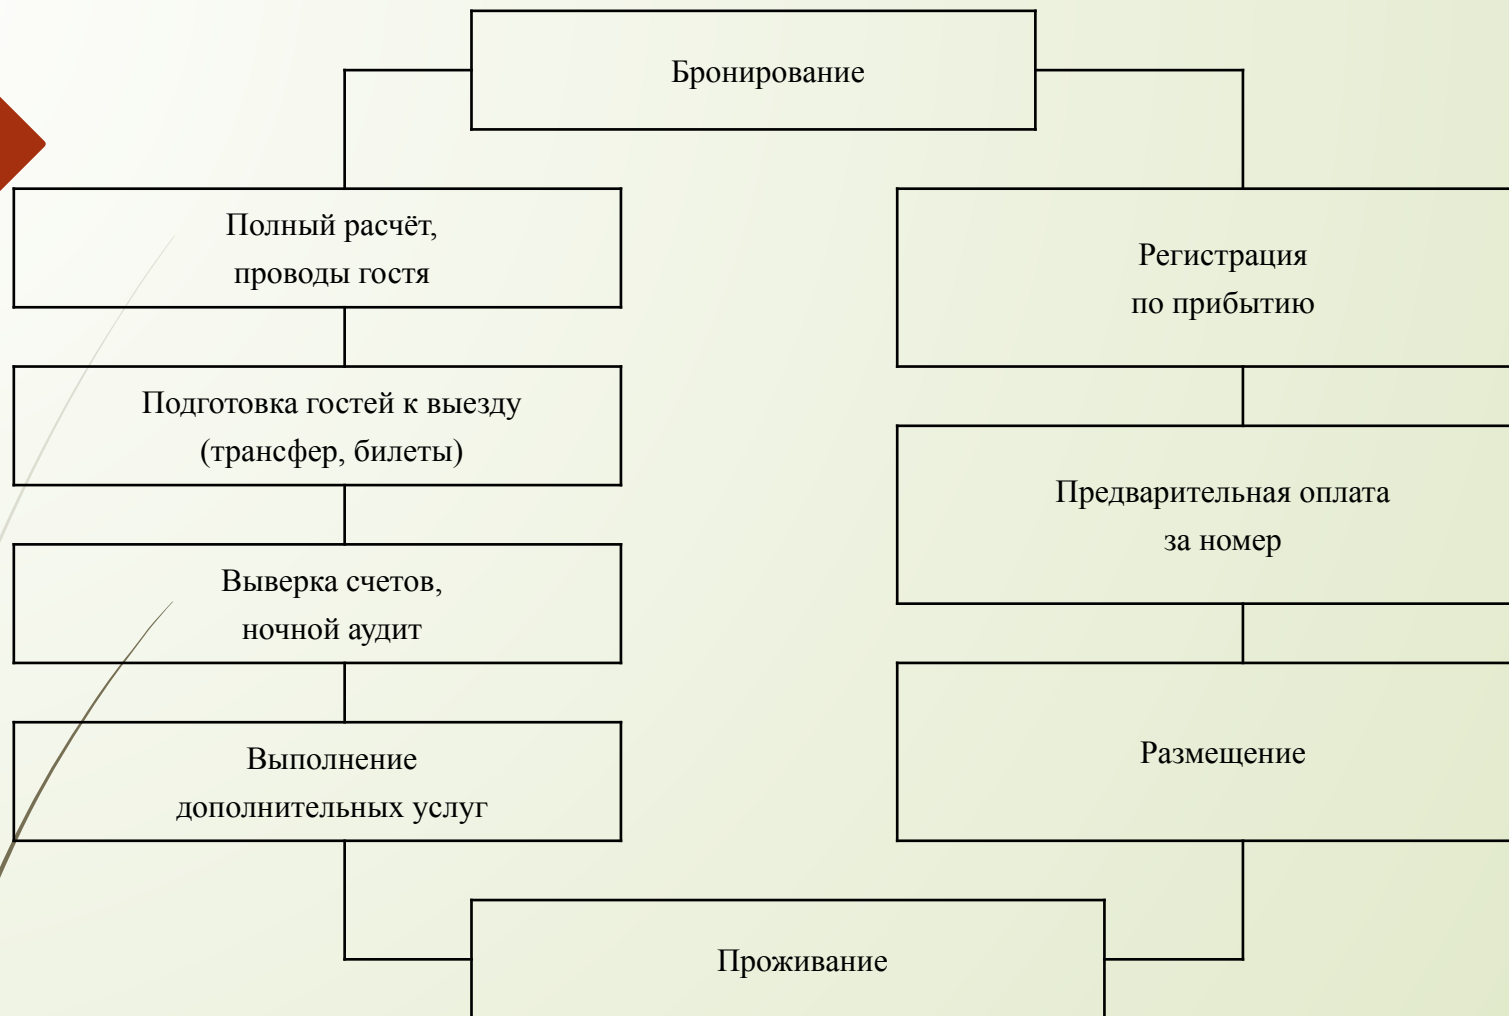 Бронирование
Полный расчёт,
проводы гостя
Регистрация
по прибытию
Подготовка гостей к выезду
(трансфер, билеты)
Предварительная оплата
за номер
Выверка счетов,
ночной аудит
Выполнение
дополнительных услуг
Размещение
Проживание